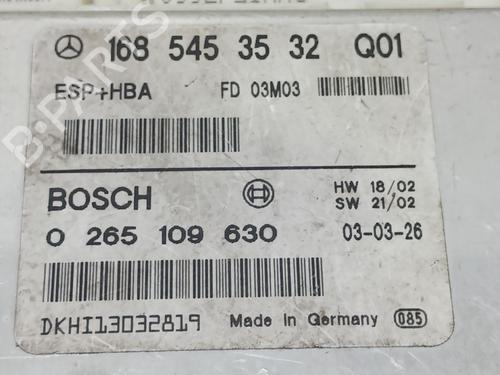 168 545 35 32 Q01
ESP+HBA FD 03M03
BOSCH HW 18/02
SW 21/02
0 265 109 630 03-03-26
DKHI13032819 Made in Germany 085
B-PARTS